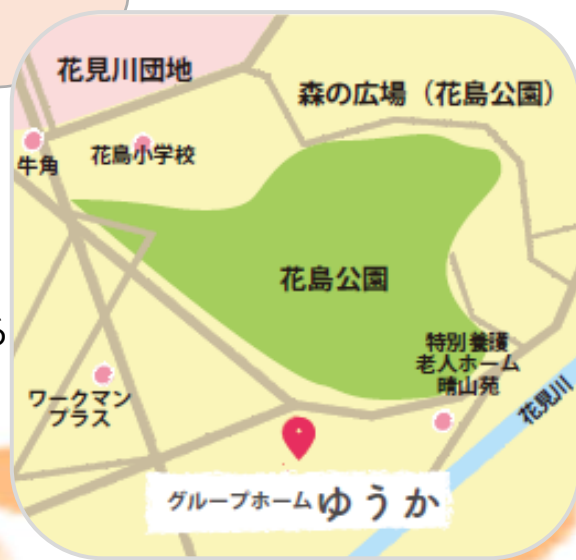 花見川団地
森の広場（花島公園）
牛角
花島小学校
花島公園
る
特別養護
老人ホーム
晴山苑
花見川
ワークマン
プラス
グループホームゆうか